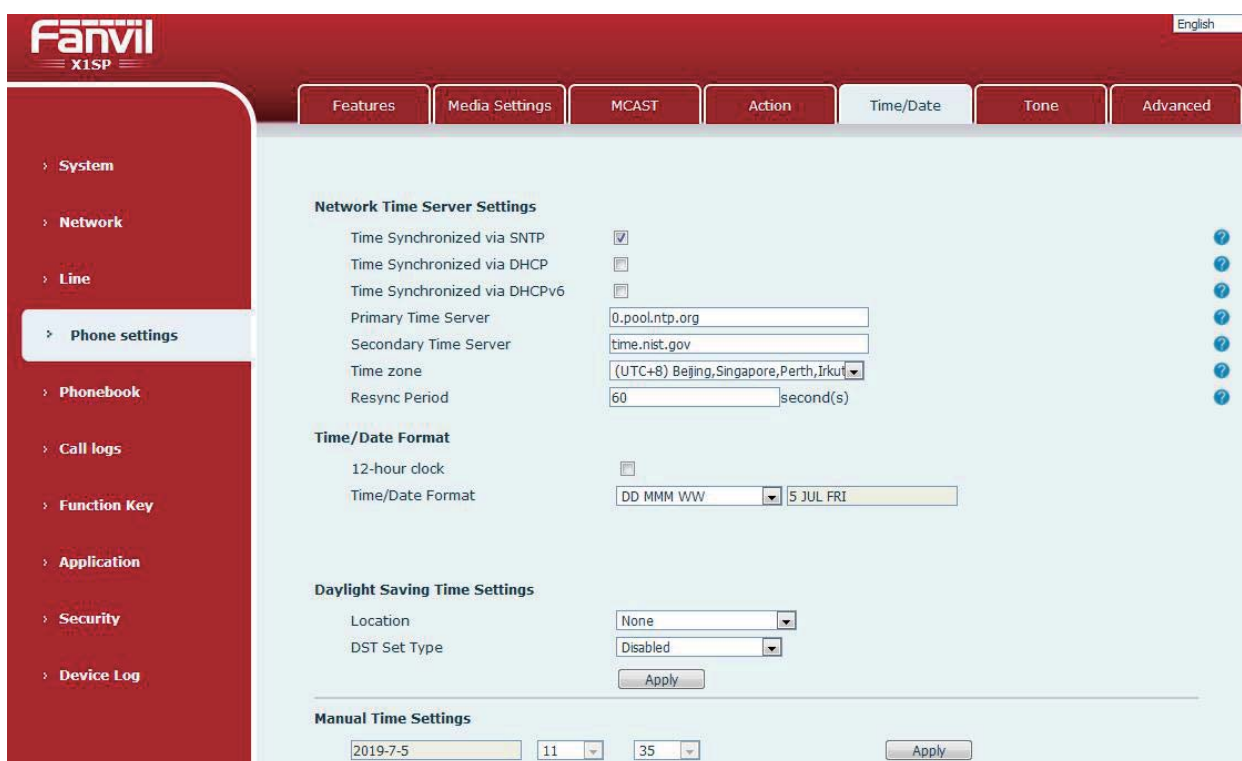 English
Fanvil
X1SP
Features Media Settings MCAST Action Time/Date Tone Advanced
System
Network
Line
Phone settings
Phonebook
Call logs
Function Key
Application
Security
Device Log
Network Time Server Settings
Time Synchronized via SNTP
Time Synchronized via DHCP
Time Synchronized via DHCPv6
Primary Time Server 0.pool.ntp.org
Secondary Time Server time.nist.gov
Time zone (UTC+8) Beijing,Singapore,Perth,Irkut
Resync Period 60 second(s)
Time/Date Format
12-hour clock
Time/Date Format DD MMM WW 5 JUL FRI
Daylight Saving Time Settings
Location None
DST Set Type Disabled
Apply
Manual Time Settings
2019-7-5 11 35 Apply